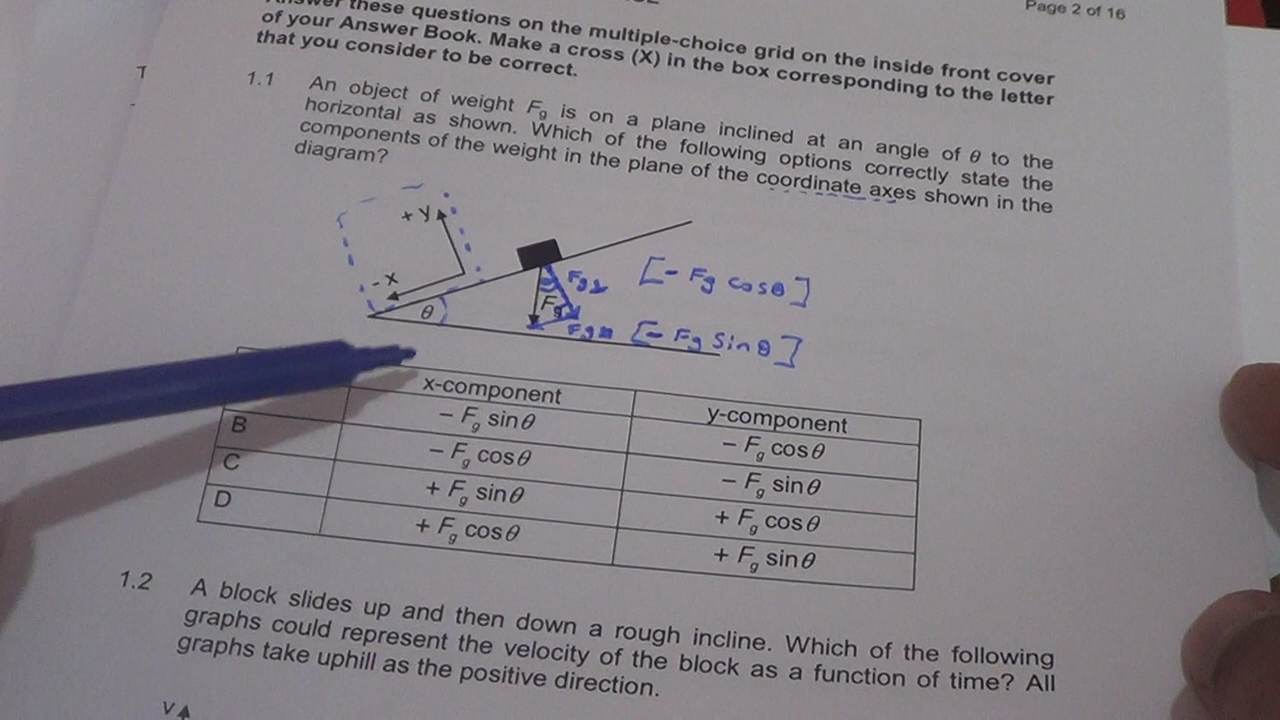 Page 2 of 16
these questions on the multiple-choice grid on the inside front cover
of your Answer Book. Make a cross (X) in the box corresponding to the letter
that you consider to be correct.
1.1 An object of weight Fg is on a plane inclined at an angle of θ to the
horizontal as shown. Which of the following options correctly state the
components of the weight in the plane of the coordinate axes shown in the
diagram?
+ y
- x
θ
Fg
Fg⊥ [- Fg cosθ]
[- Fg sinθ]
x-component y-component
− Fg sinθ − Fg cosθ
B − Fg cosθ − Fg sinθ
C + Fg sinθ + Fg cosθ
D + Fg cosθ + Fg sinθ
1.2 A block slides up and then down a rough incline. Which of the following
graphs could represent the velocity of the block as a function of time? All
graphs take uphill as the positive direction.
v